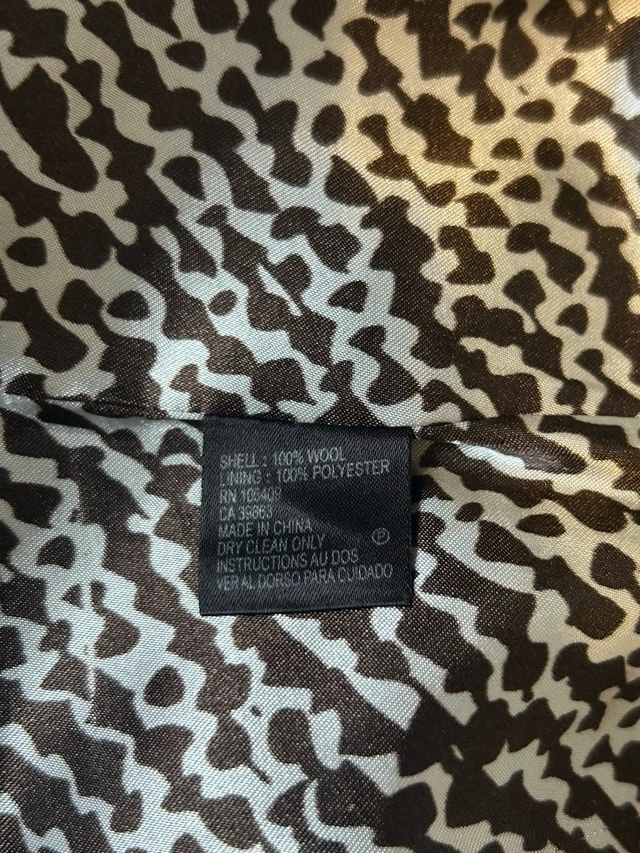 SHELL : 100% WOOL
LINING : 100% POLYESTER
RN 106409
CA 39863
MADE IN CHINA
DRY CLEAN ONLY Ⓟ
INSTRUCTIONS AU DOS
VER AL DORSO PARA CUIDADO